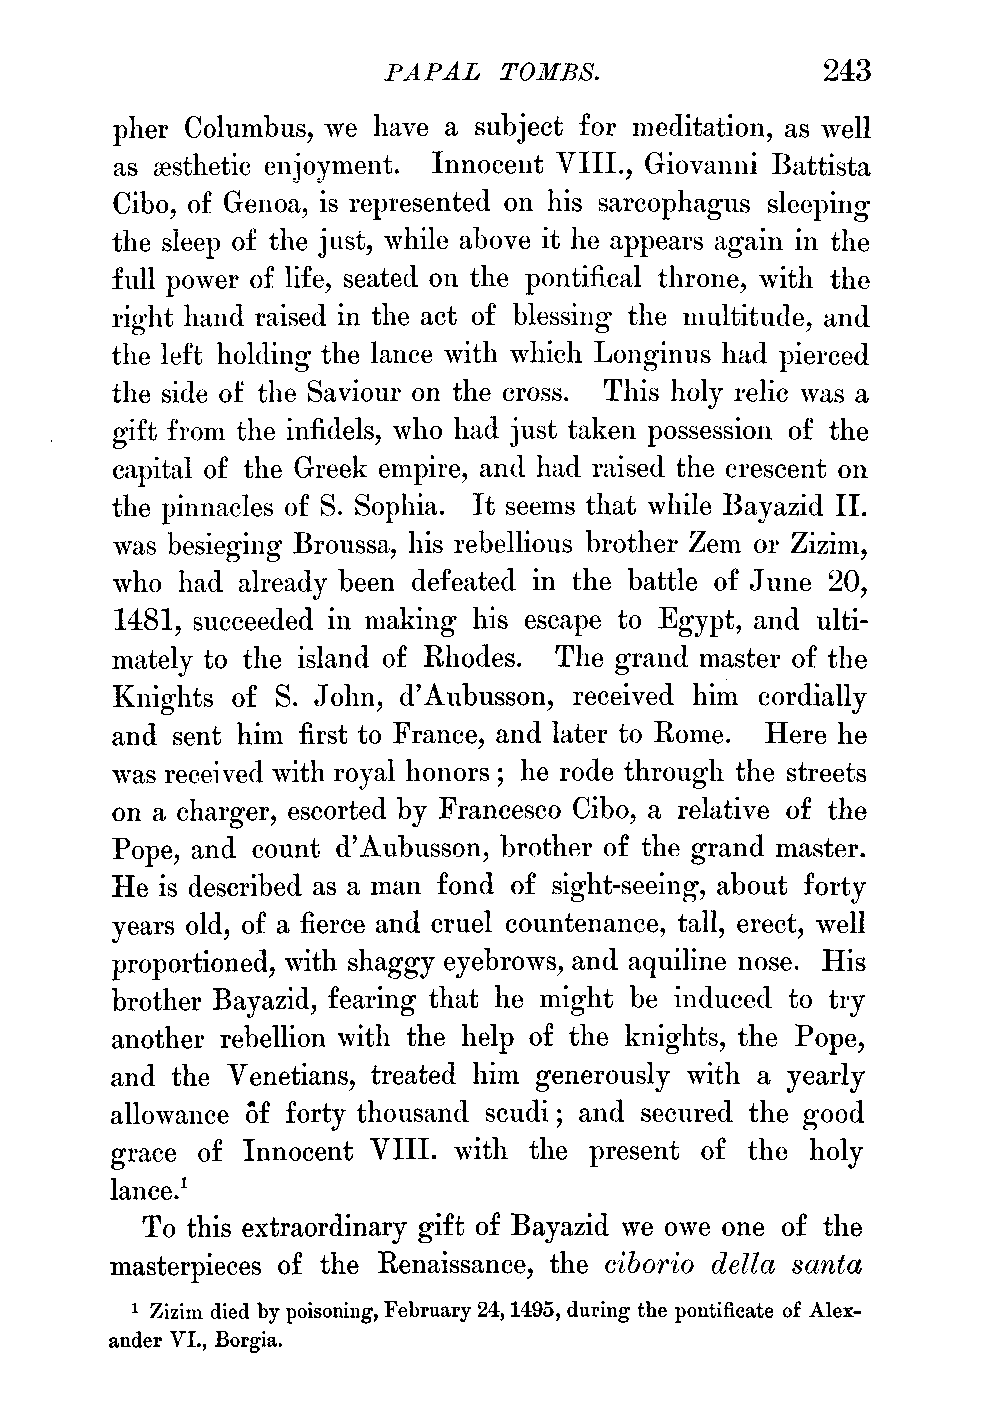 PAPAL TOMBS. 243
pher Columbus, we have a subject for meditation, as well
as æsthetic enjoyment. Innocent VIII., Giovanni Battista
Cibo, of Genoa, is represented on his sarcophagus sleeping
the sleep of the just, while above it he appears again in the
full power of life, seated on the pontifical throne, with the
right hand raised in the act of blessing the multitude, and
the left holding the lance with which Longinus had pierced
the side of the Saviour on the cross. This holy relic was a
gift from the infidels, who had just taken possession of the
capital of the Greek empire, and had raised the crescent on
the pinnacles of S. Sophia. It seems that while Bayazid II.
was besieging Broussa, his rebellious brother Zem or Zizim,
who had already been defeated in the battle of June 20,
1481, succeeded in making his escape to Egypt, and ulti-
mately to the island of Rhodes. The grand master of the
Knights of S. John, d'Aubusson, received him cordially
and sent him first to France, and later to Rome. Here he
was received with royal honors; he rode through the streets
on a charger, escorted by Francesco Cibo, a relative of the
Pope, and count d'Aubusson, brother of the grand master.
He is described as a man fond of sight-seeing, about forty
years old, of a fierce and cruel countenance, tall, erect, well
proportioned, with shaggy eyebrows, and aquiline nose. His
brother Bayazid, fearing that he might be induced to try
another rebellion with the help of the knights, the Pope,
and the Venetians, treated him generously with a yearly
allowance of forty thousand scudi; and secured the good
grace of Innocent VIII. with the present of the holy
lance.¹
To this extraordinary gift of Bayazid we owe one of the
masterpieces of the Renaissance, the ciborio della santa
¹ Zizim died by poisoning, February 24, 1495, during the pontificate of Alex-
ander VI., Borgia.